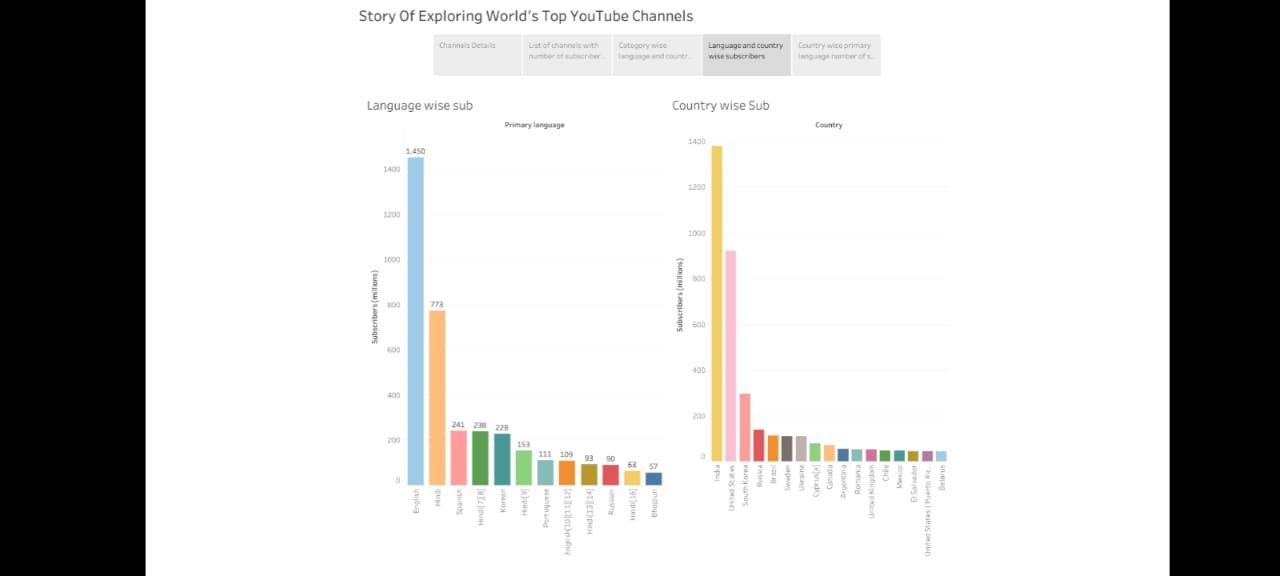 Story Of Exploring World's Top YouTube Channels
Channels Details
List of channels with
number of subscriber..
Category wise
language and countr..
Language and country
wise subscribers
Country wise primary
language number of s..
Language wise sub
Primary language
Subscribers (millions)
1400
1200
1000
800
600
400
200
0
1,450
773
241
238
228
153
111
109
93
90
63
57
English
Hindi
Spanish
Hindi[7][8]
Korean
Hindi[9]
Portuguese
English[10][11][12]
Hindi[13][14]
Russian
Hindi[16]
Bhojpuri
Country wise Sub
Country
Subscribers (millions)
1400
1200
1000
800
600
400
200
0
India
United States
South Korea
Russia
Brazil
Sweden
Ukraine
Canada
Argentina
Romania
United Kingdom
Chile
Mexico
El Salvador
United States | Puerto Ric..
Belarus